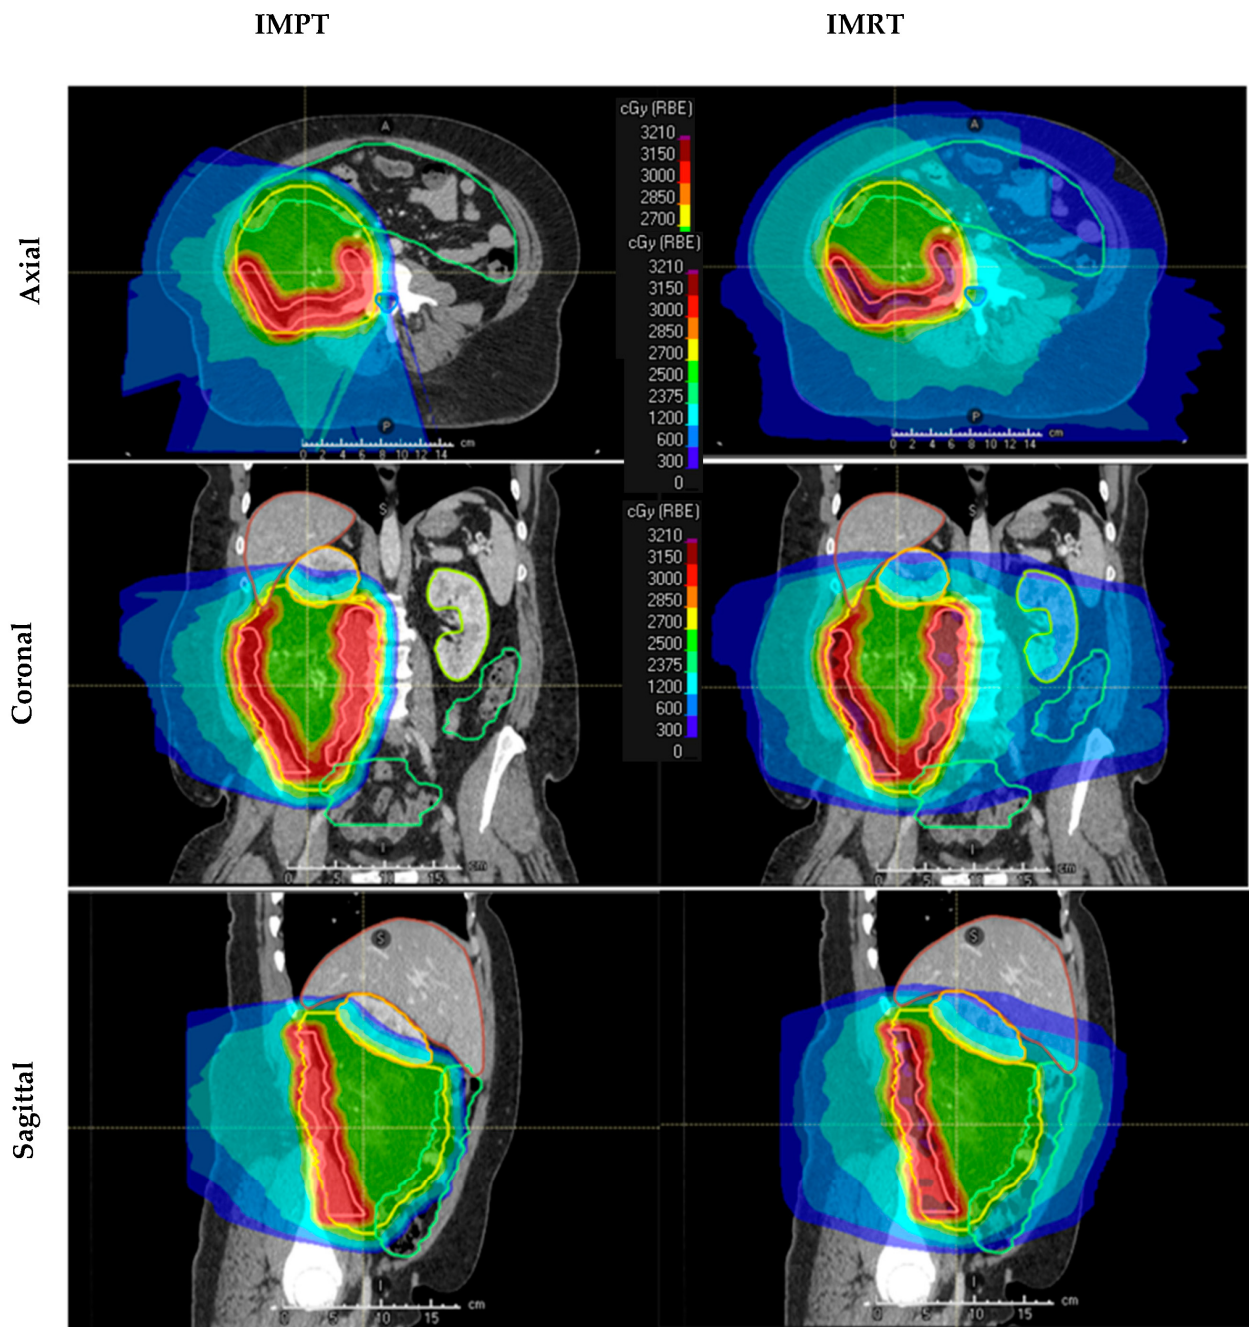 IMPT IMRT
Axial
A
cGy (RBE)
3210
3150
3000
2850
2700
A
cGy (RBE)
3210
3150
3000
2850
2700
2500
2375
1200
600
300
0
P
cm
0 2 4 6 8 10 12 14
P
cm
0 2 4 6 8 10 12 14
Coronal
S
cGy (RBE)
3210
3150
3000
2850
2700
2500
2375
1200
600
300
0
S
I
cm
0 5 10 15
I
cm
0 5 10 15
Sagittal
S
S
I
cm
0 5 10 15
I
cm
0 5 10 15